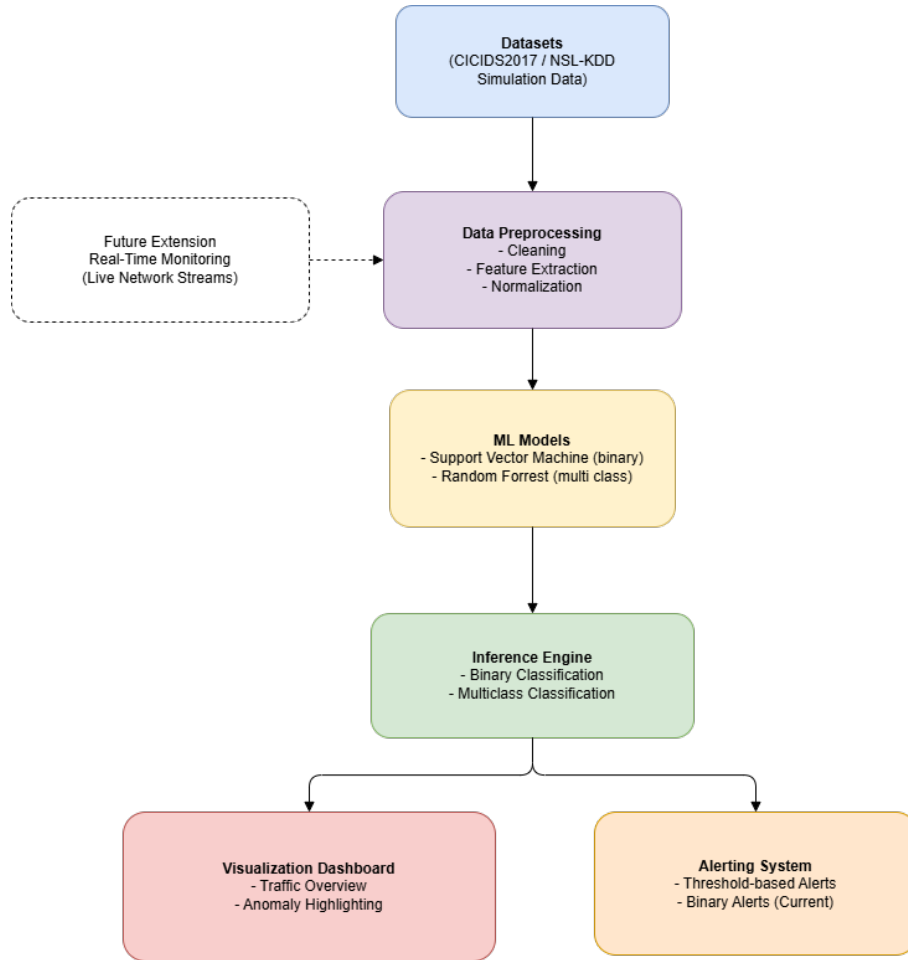 Datasets
(CICIDS2017 / NSL-KDD
Simulation Data)
Future Extension
Real-Time Monitoring
(Live Network Streams)
Data Preprocessing
- Cleaning
- Feature Extraction
- Normalization
ML Models
- Support Vector Machine (binary)
- Random Forrest (multi class)
Inference Engine
- Binary Classification
- Multiclass Classification
Visualization Dashboard
- Traffic Overview
- Anomaly Highlighting
Alerting System
- Threshold-based Alerts
- Binary Alerts (Current)